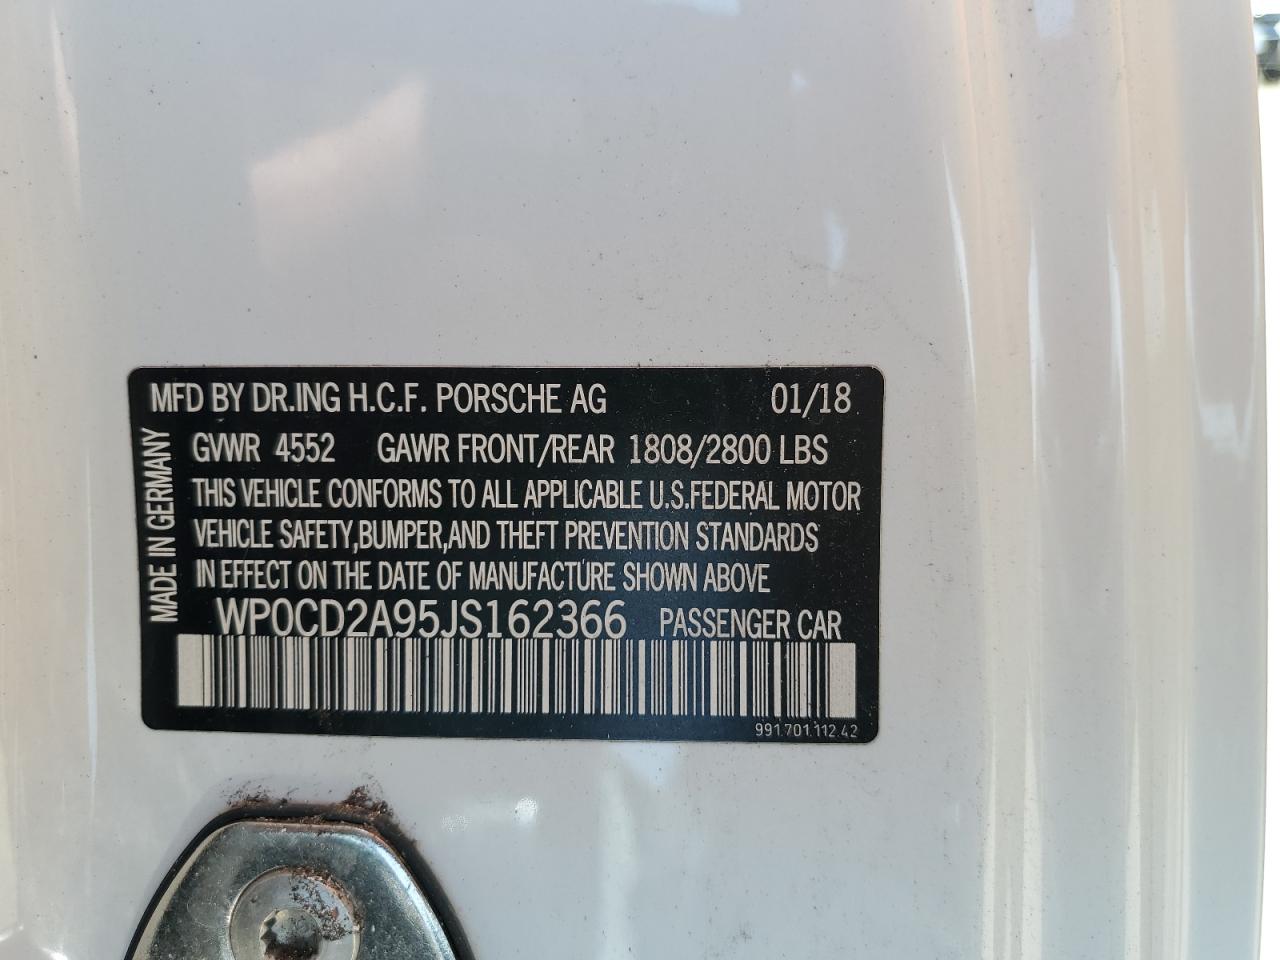 MFD BY DR.ING H.C.F. PORSCHE AG 01/18
MADE IN GERMANY
GVWR 4552 GAWR FRONT/REAR 1808/2800 LBS
THIS VEHICLE CONFORMS TO ALL APPLICABLE U.S.FEDERAL MOTOR
VEHICLE SAFETY,BUMPER,AND THEFT PREVENTION STANDARDS
IN EFFECT ON THE DATE OF MANUFACTURE SHOWN ABOVE
WP0CD2A95JS162366 PASSENGER CAR
991.701.112.42